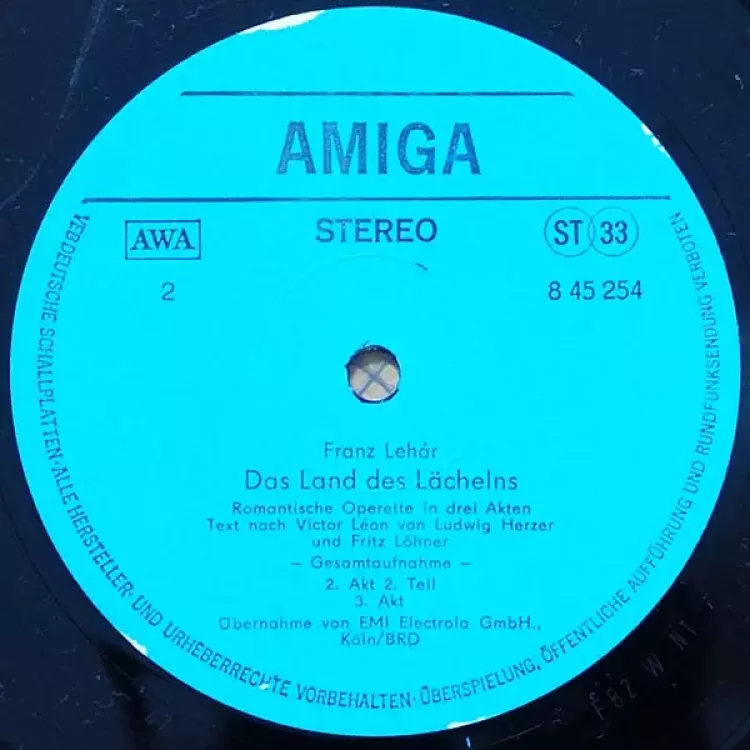 AMIGA
AWA
STEREO
ST 33
2
8 45 254
Franz Lehár
Das Land des Lächelns
Romantische Operette in drei Akten
Text nach Victor Léon von Ludwig Herzer
und Fritz Löhner
– Gesamtaufnahme –
2. Akt 2. Teil
3. Akt
Übernahme von EMI Electrola GmbH.,
Köln/BRD
VEB DEUTSCHE SCHALLPLATTEN · ALLE HERSTELLER- UND URHEBERRECHTE VORBEHALTEN · ÜBERSPIELUNG, ÖFFENTLICHE AUFFÜHRUNG UND RUNDFUNKSENDUNG VERBOTEN